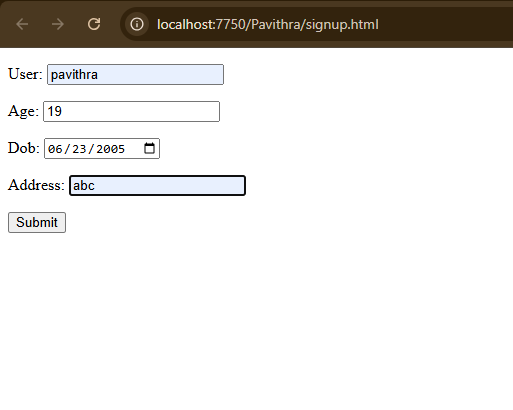 localhost:7750/Pavithra/signup.html
User: pavithra
Age: 19
Dob: 06/23/2005
Address: abc
Submit